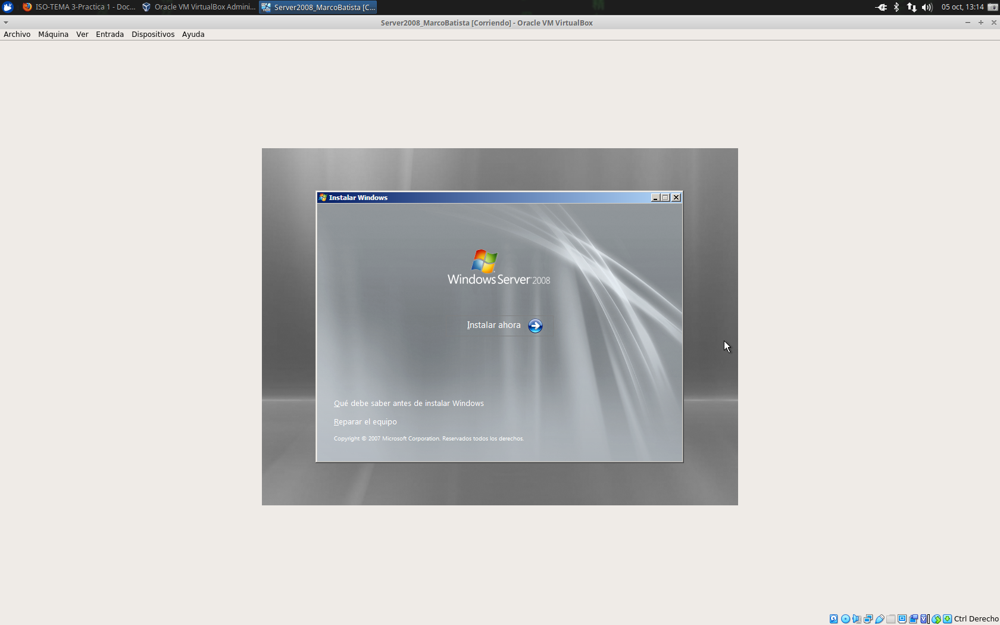 ISO-TEMA 3-Practica 1 - Doc... Oracle VM VirtualBox Admini... Server2008_MarcoBatista [C... 05 oct, 13:14
Server2008_MarcoBatista [Corriendo] - Oracle VM VirtualBox
Archivo Máquina Ver Entrada Dispositivos Ayuda
Instalar Windows
Windows Server 2008
Instalar ahora
Qué debe saber antes de instalar Windows
Reparar el equipo
Copyright © 2007 Microsoft Corporation. Reservados todos los derechos.
Ctrl Derecho